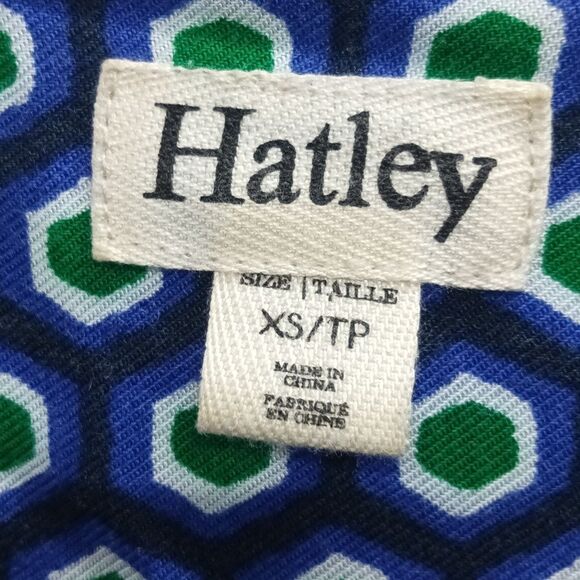 Hatley
SIZE | TAILLE
XS/TP
MADE IN
CHINA
FABRIQUÉ
EN CHINE